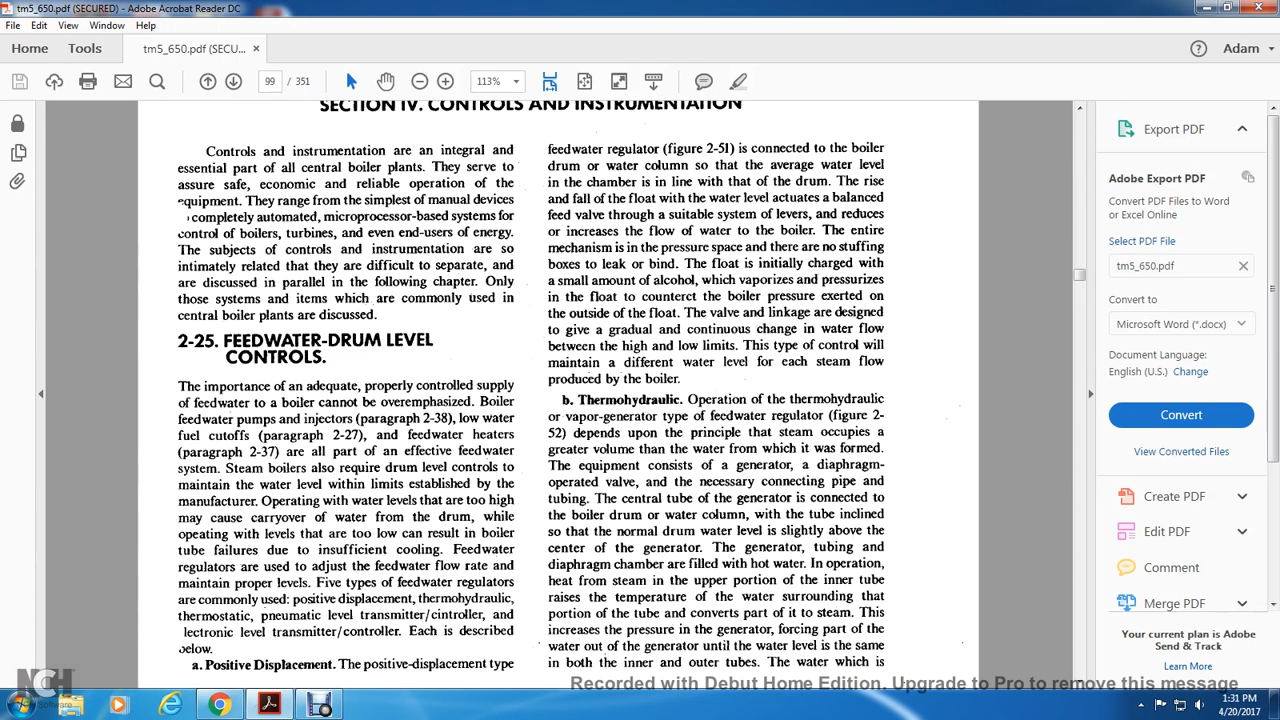 tm5_650.pdf (SECURED) - Adobe Acrobat Reader DC
File Edit View Window Help
Home Tools tm5_650.pdf (SECU... × Adam
99 / 351 113%
SECTION IV. CONTROLS AND INSTRUMENTATION
Controls and instrumentation are an integral and
essential part of all central boiler plants. They serve to
assure safe, economic and reliable operation of the
equipment. They range from the simplest of manual devices
completely automated, microprocessor-based systems for
control of boilers, turbines, and even end-users of energy.
The subjects of controls and instrumentation are so
intimately related that they are difficult to separate, and
are discussed in parallel in the following chapter. Only
those systems and items which are commonly used in
central boiler plants are discussed.
2-25. FEEDWATER-DRUM LEVEL
CONTROLS.
The importance of an adequate, properly controlled supply
of feedwater to a boiler cannot be overemphasized. Boiler
feedwater pumps and injectors (paragraph 2-38), low water
fuel cutoffs (paragraph 2-27), and feedwater heaters
(paragraph 2-37) are all part of an effective feedwater
system. Steam boilers also require drum level controls to
maintain the water level within limits established by the
manufacturer. Operating with water levels that are too high
may cause carryover of water from the drum, while
opeating with levels that are too low can result in boiler
tube failures due to insufficient cooling. Feedwater
regulators are used to adjust the feedwater flow rate and
maintain proper levels. Five types of feedwater regulators
are commonly used: positive displacement, thermohydraulic,
thermostatic, pneumatic level transmitter/cintroller, and
lectronic level transmitter/controller. Each is described
below.
a. Positive Displacement. The positive-displacement type
feedwater regulator (figure 2-51) is connected to the boiler
drum or water column so that the average water level
in the chamber is in line with that of the drum. The rise
and fall of the float with the water level actuates a balanced
feed valve through a suitable system of levers, and reduces
or increases the flow of water to the boiler. The entire
mechanism is in the pressure space and there are no stuffing
boxes to leak or bind. The float is initially charged with
a small amount of alcohol, which vaporizes and pressurizes
in the float to counterct the boiler pressure exerted on
the outside of the float. The valve and linkage are designed
to give a gradual and continuous change in water flow
between the high and low limits. This type of control will
maintain a different water level for each steam flow
produced by the boiler.
b. Thermohydraulic. Operation of the thermohydraulic
or vapor-generator type of feedwater regulator (figure 2-
52) depends upon the principle that steam occupies a
greater volume than the water from which it was formed.
The equipment consists of a generator, a diaphragm-
operated valve, and the necessary connecting pipe and
tubing. The central tube of the generator is connected to
the boiler drum or water column, with the tube inclined
so that the normal drum water level is slightly above the
center of the generator. The generator, tubing and
diaphragm chamber are filled with hot water. In operation,
heat from steam in the upper portion of the inner tube
raises the temperature of the water surrounding that
portion of the tube and converts part of it to steam. This
increases the pressure in the generator, forcing part of the
water out of the generator until the water level is the same
in both the inner and outer tubes. The water which is
Export PDF
Adobe Export PDF
Convert PDF Files to Word
or Excel Online
Select PDF File
tm5_650.pdf
Convert to
Microsoft Word (*.docx)
Document Language:
English (U.S.) Change
Convert
View Converted Files
Create PDF
Edit PDF
Comment
Merge PDF
Your current plan is Adobe
Send & Track
Learn More
NCH
Software
Recorded with Debut Home Edition. Upgrade to Pro to remove this message
1:31 PM
4/20/2017